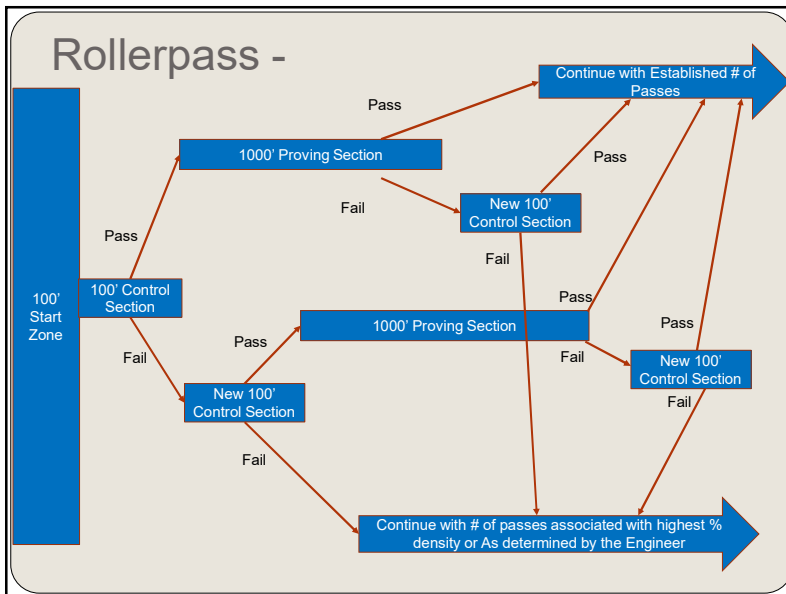 Rollerpass -
Continue with Established # of
Passes
Pass
1000' Proving Section
Pass
Fail
New 100'
Control Section
Pass
Fail
100'
Start
Zone
100' Control
Section
Pass
1000' Proving Section
Pass
Fail
Pass
Fail
New 100'
Control Section
New 100'
Control Section
Fail
Fail
Continue with # of passes associated with highest %
density or As determined by the Engineer